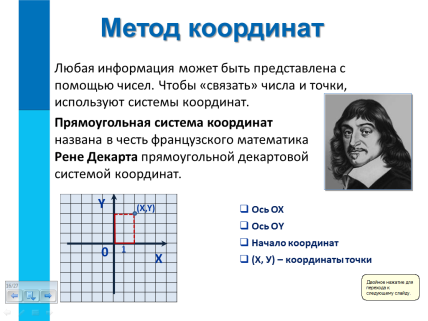 Метод координат
Любая информация может быть представлена с
помощью чисел. Чтобы «связать» числа и точки,
используют системы координат.
Прямоугольная система координат
названа в честь французского математика
Рене Декарта прямоугольной декартовой
системой координат.
Y
(X,Y)
0
1
X
Ось OX
Ось OY
Начало координат
(X, У) – координаты точки
Двойное нажатие для
перехода к
следующему слайду